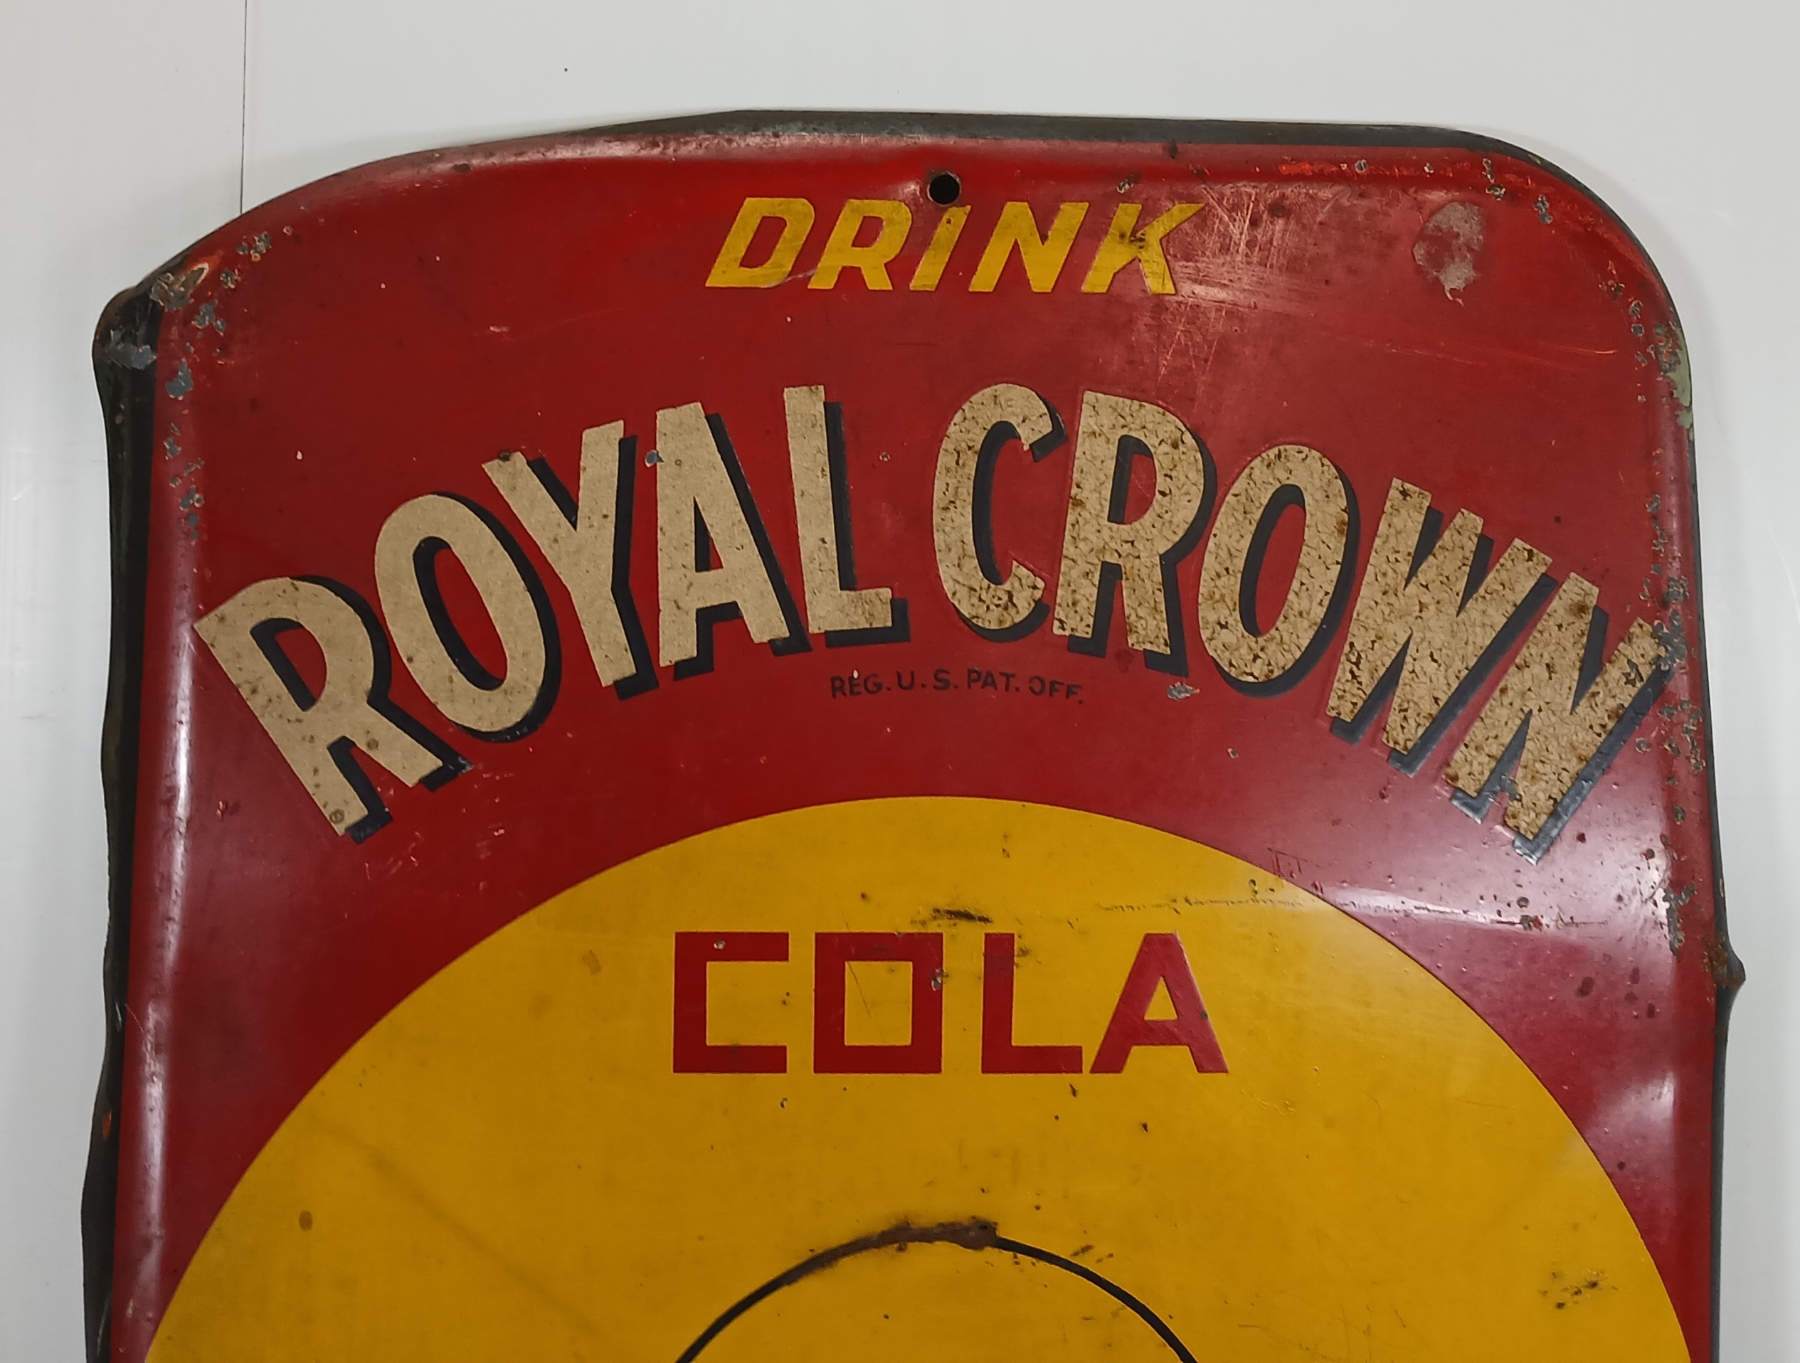 DRINK
ROYAL CROWN
REG. U. S. PAT. OFF.
COLA